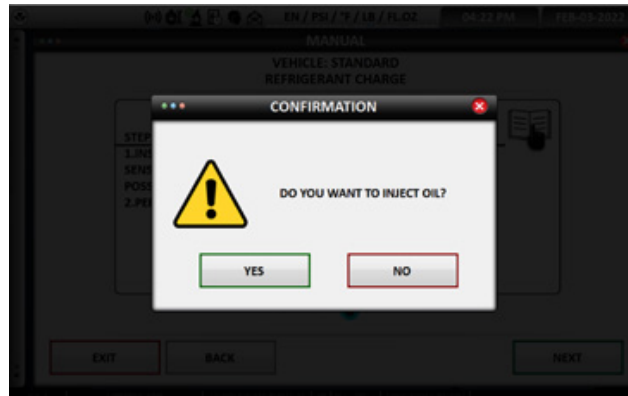 EN / PSI / °F / LB / FL.OZ 04:22 PM FEB-03-2022
MANUAL
VEHICLE: STANDARD
REFRIGERANT CHARGE
CONFIRMATION
STEP
1.INS
SENS
POSS
2.PE
DO YOU WANT TO INJECT OIL?
YES NO
EXIT BACK NEXT